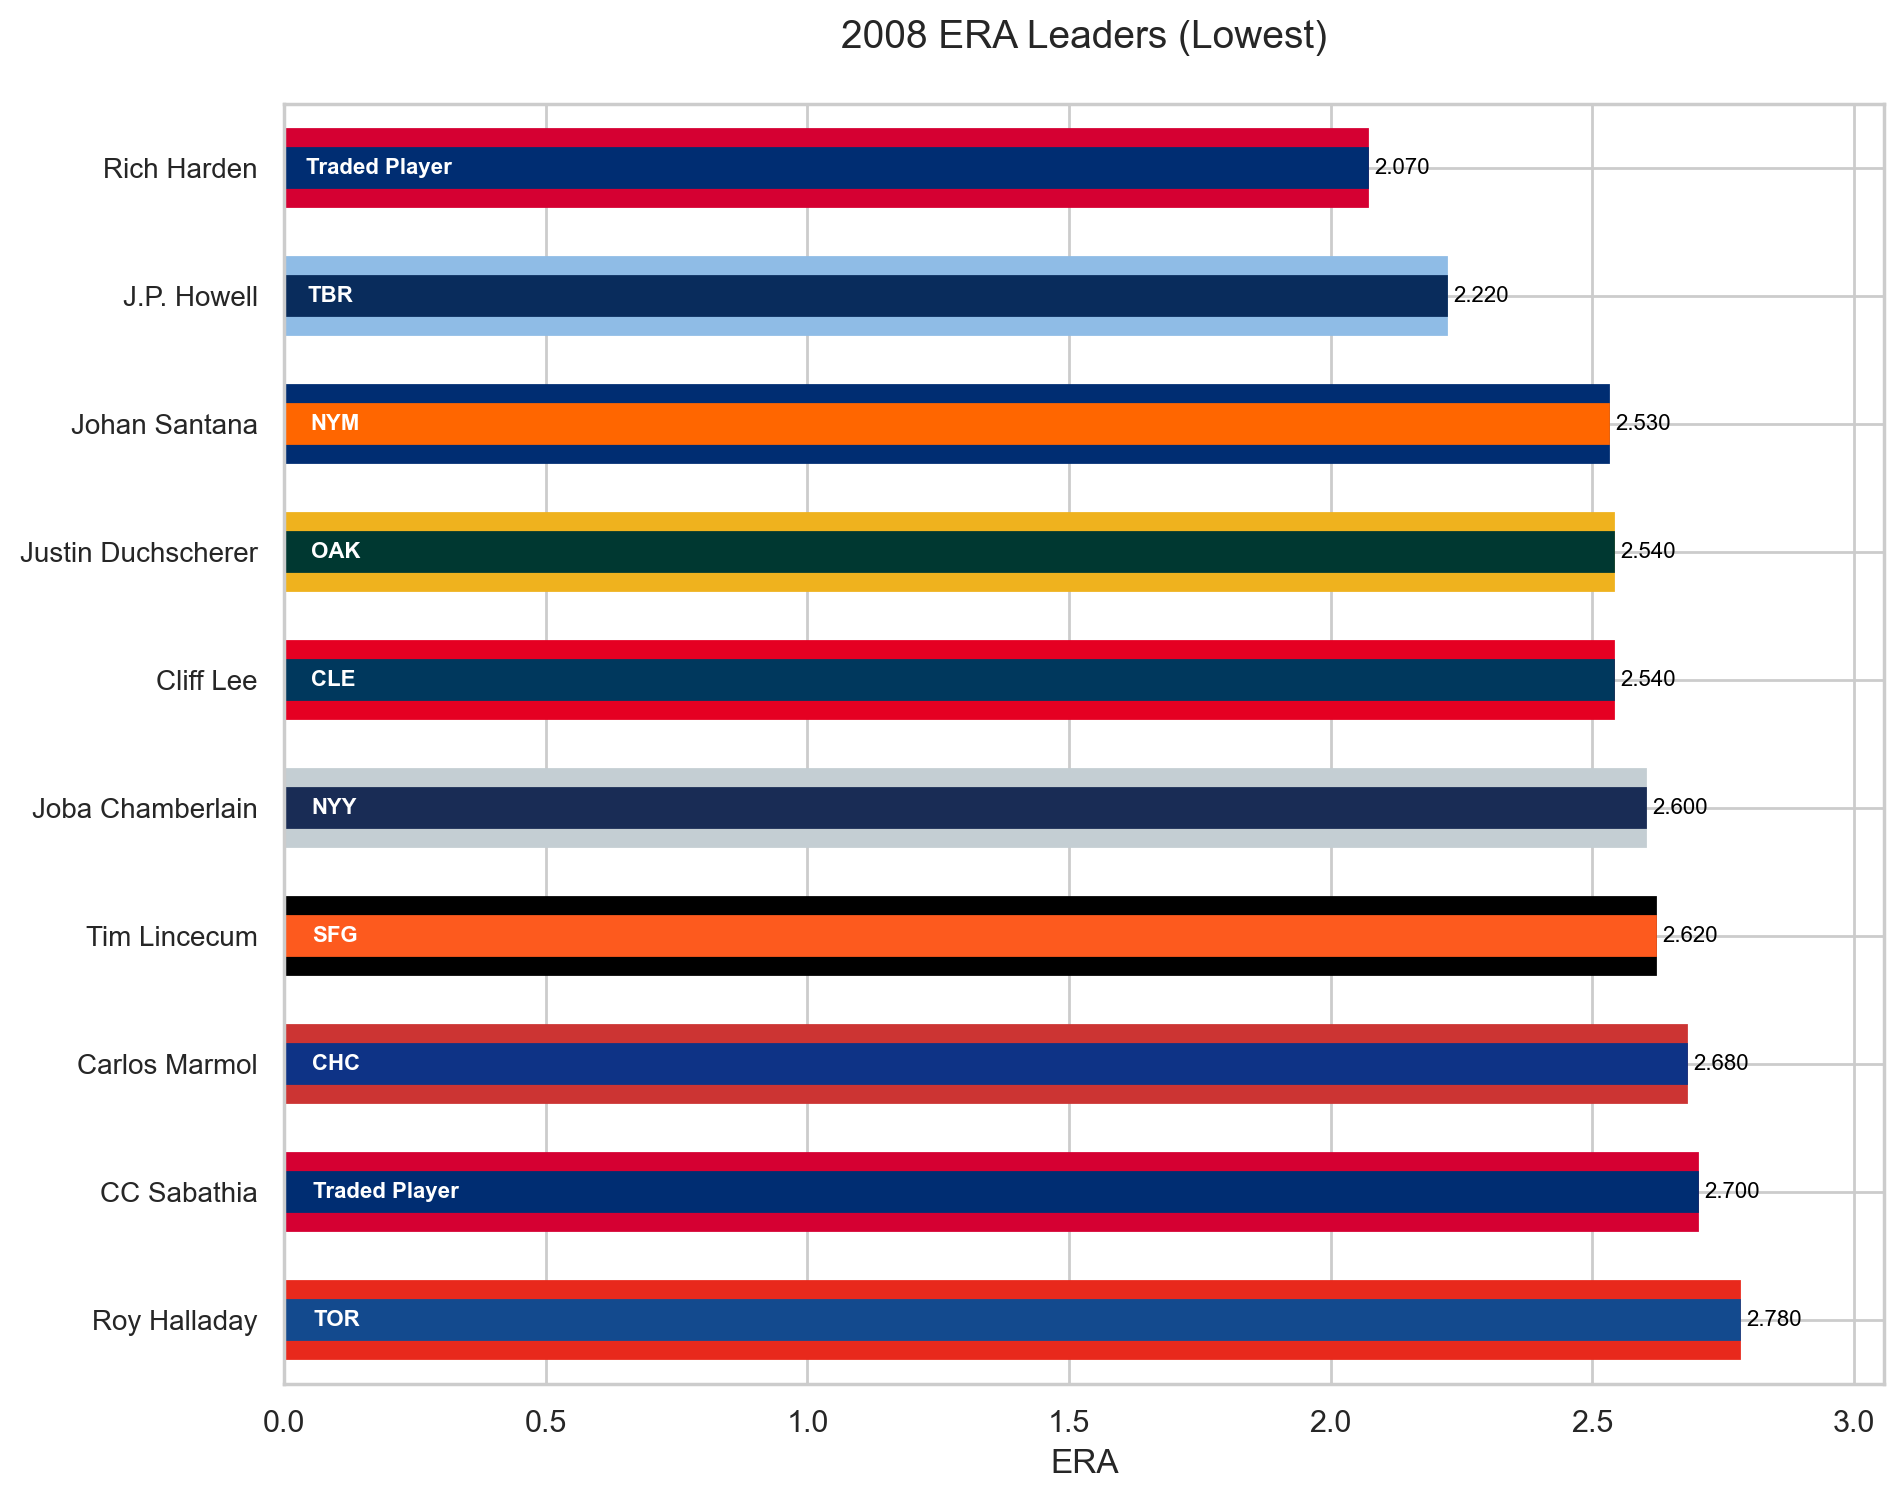 2008 ERA Leaders (Lowest)
Rich Harden Traded Player 2.070
J.P. Howell TBR 2.220
Johan Santana NYM 2.530
Justin Duchscherer OAK 2.540
Cliff Lee CLE 2.540
Joba Chamberlain NYY 2.600
Tim Lincecum SFG 2.620
Carlos Marmol CHC 2.680
CC Sabathia Traded Player 2.700
Roy Halladay TOR 2.780
0.0 0.5 1.0 1.5 2.0 2.5 3.0
ERA